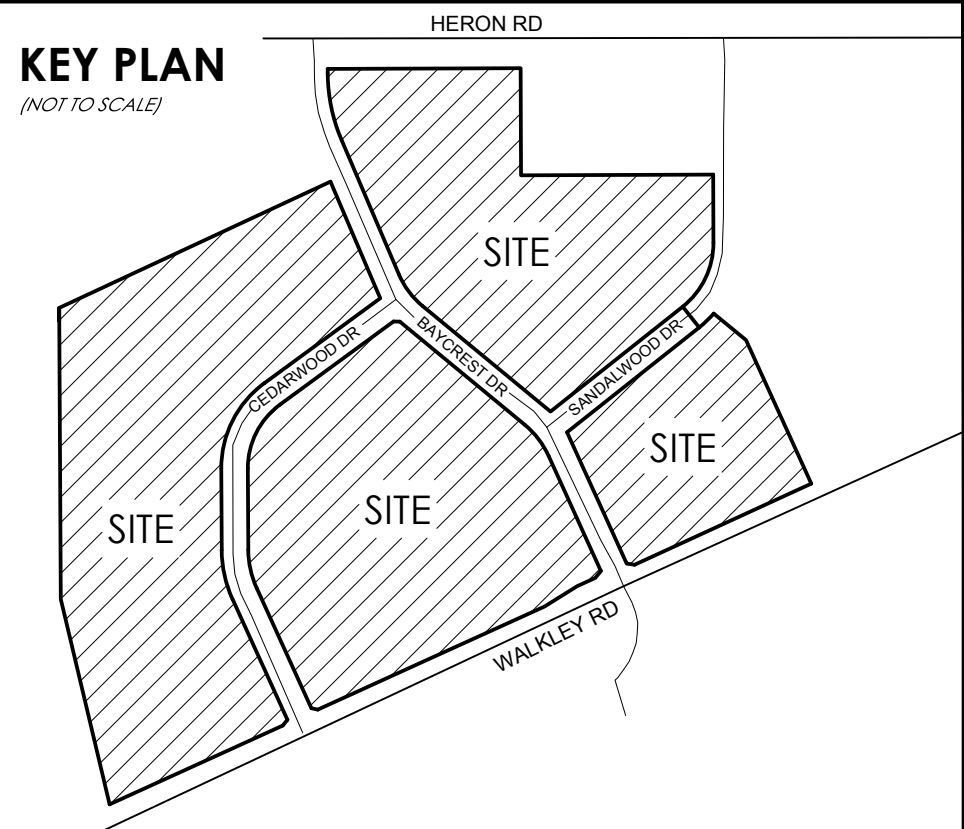 HERON RD
KEY PLAN
(NOT TO SCALE)
SITE
CEDARWOOD DR
BAYCREST DR
SANDALWOOD DR
SITE
SITE
SITE
WALKLEY RD